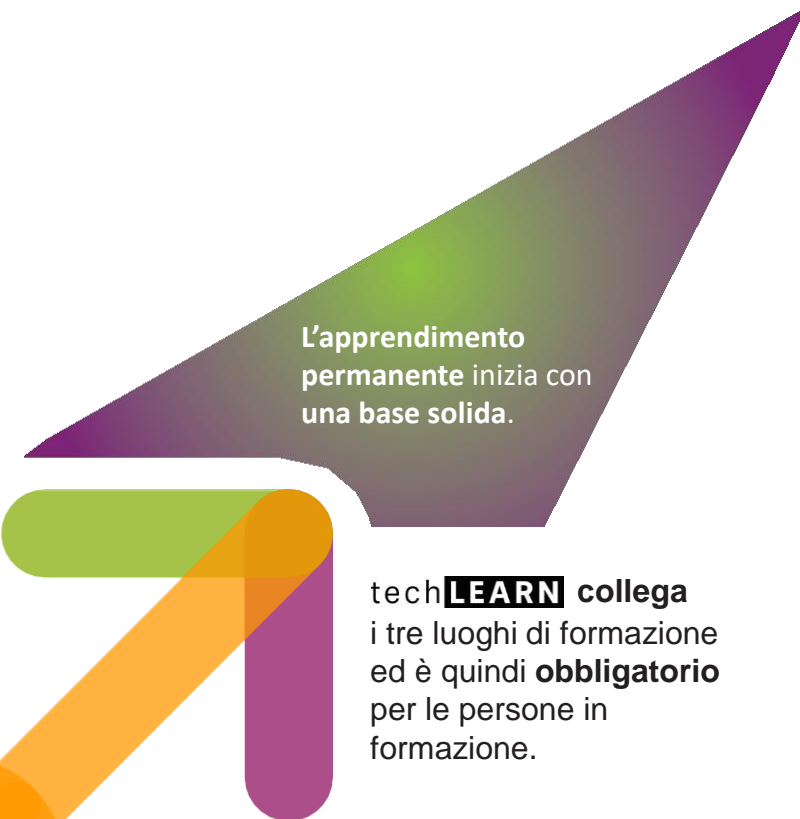 L’apprendimento
permanente inizia con
una base solida.
techLEARN collega
i tre luoghi di formazione
ed è quindi obbligatorio
per le persone in
formazione.